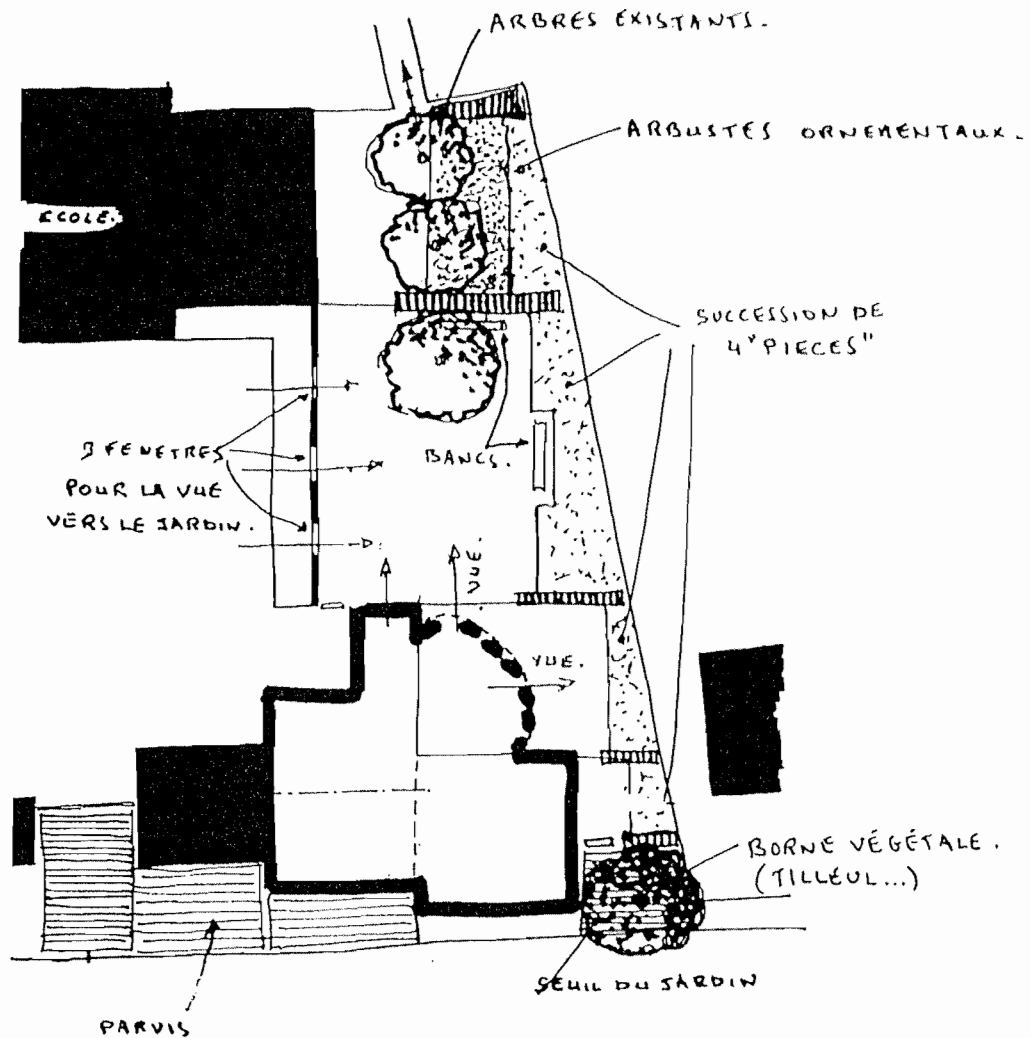 ARBRES EXISTANTS.
ARBUSTES ORNEMENTAUX.
ECOLE.
SUCCESSION DE
4 "PIECES"
3 FENETRES
POUR LA VUE
VERS LE JARDIN.
BANCS.
VUE.
VUE.
BORNE VÉGÉTALE.
(TILLEUL...)
SEUIL DU JARDIN
PARVIS